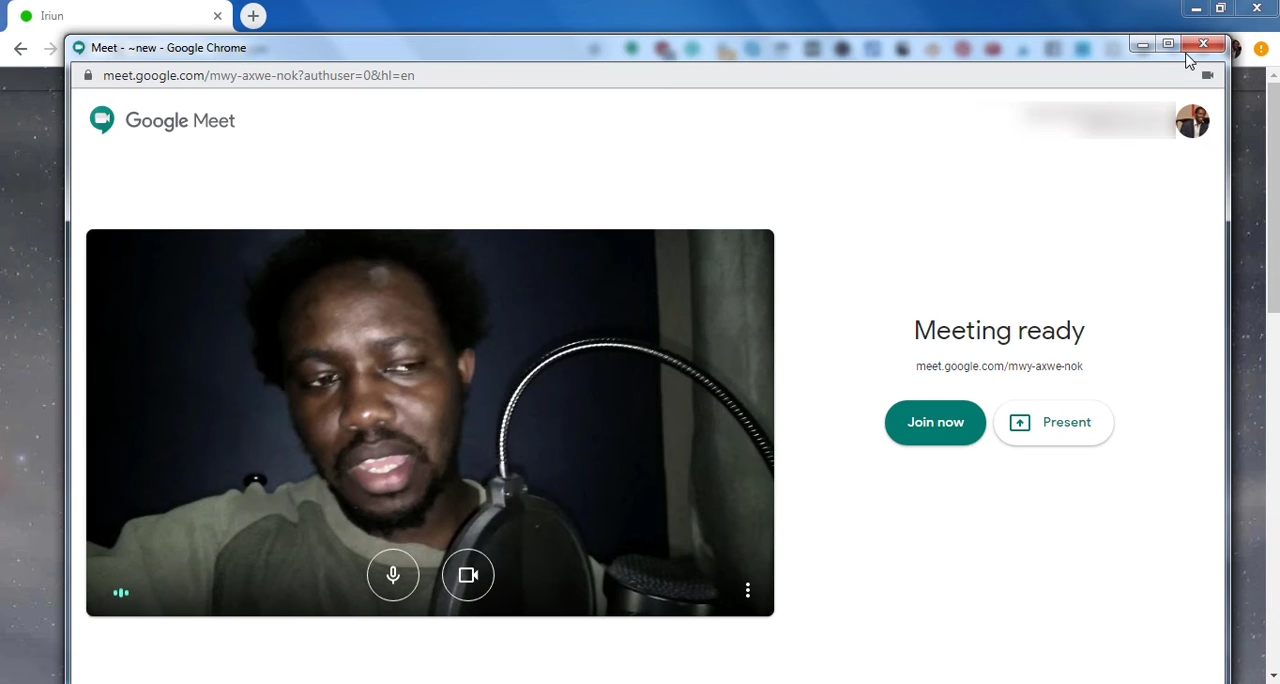 Iriun
Meet - ~new - Google Chrome
meet.google.com/mwy-axwe-nok?authuser=0&hl=en
Google Meet
Meeting ready
meet.google.com/mwy-axwe-nok
Join now
Present